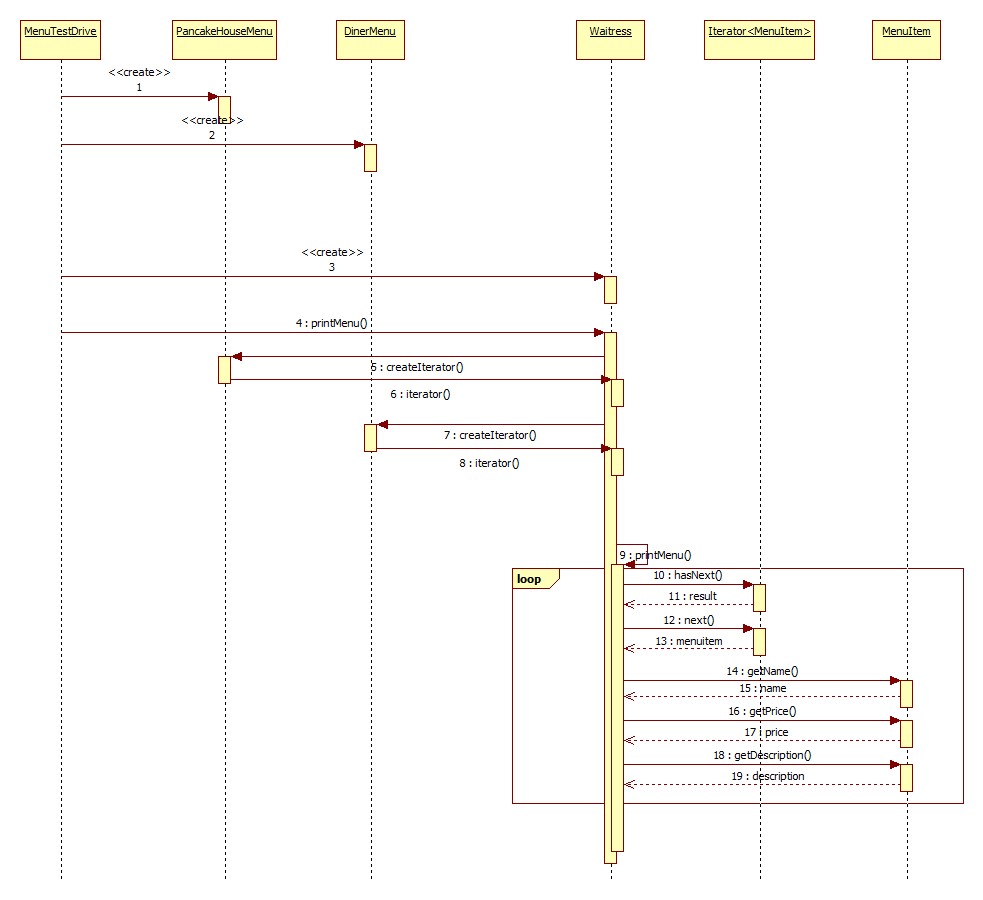 MenuTestDrive
PancakeHouseMenu
DinerMenu
Waitress
Iterator<MenuItem>
MenuItem
<<create>>
1
<<create>>
2
<<create>>
3
4 : printMenu()
5 : createIterator()
6 : iterator()
7 : createIterator()
8 : iterator()
9 : printMenu()
loop
10 : hasNext()
11 : result
12 : next()
13 : menuitem
14 : getName()
15 : name
16 : getPrice()
17 : price
18 : getDescription()
19 : description